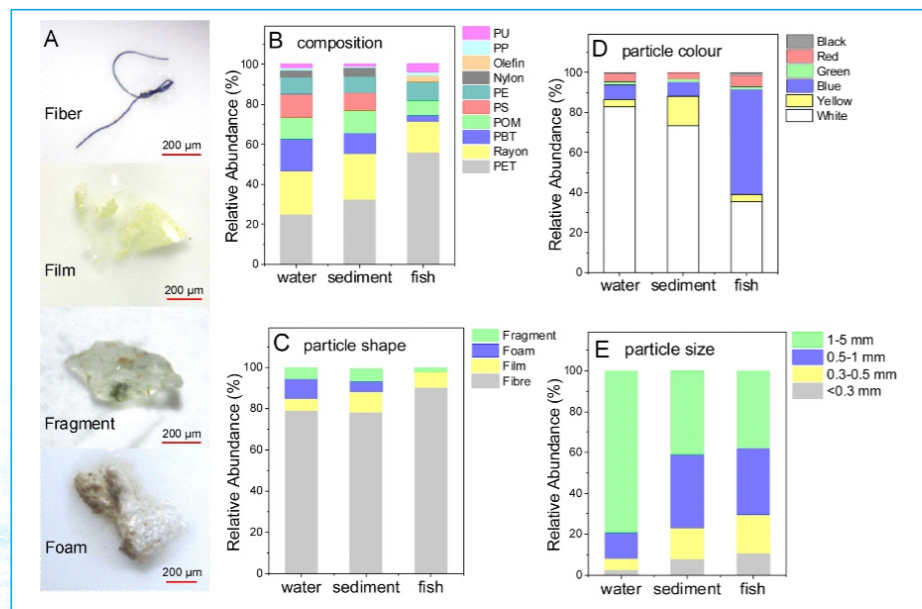 A
Fiber
200 µm
Film
200 µm
Fragment
200 µm
Foam
200 µm
B composition
Relative Abundance (%)
100
80
60
40
20
0
water sediment fish
PU
PP
Olefin
Nylon
PE
PS
POM
PBT
Rayon
PET
D particle colour
Relative Abundance (%)
100
80
60
40
20
0
water sediment fish
Black
Red
Green
Blue
Yellow
White
C particle shape
Relative Abundance (%)
100
80
60
40
20
0
water sediment fish
Fragment
Foam
Film
Fibre
E particle size
Relative Abundance (%)
100
80
60
40
20
0
water sediment fish
1-5 mm
0.5-1 mm
0.3-0.5 mm
<0.3 mm